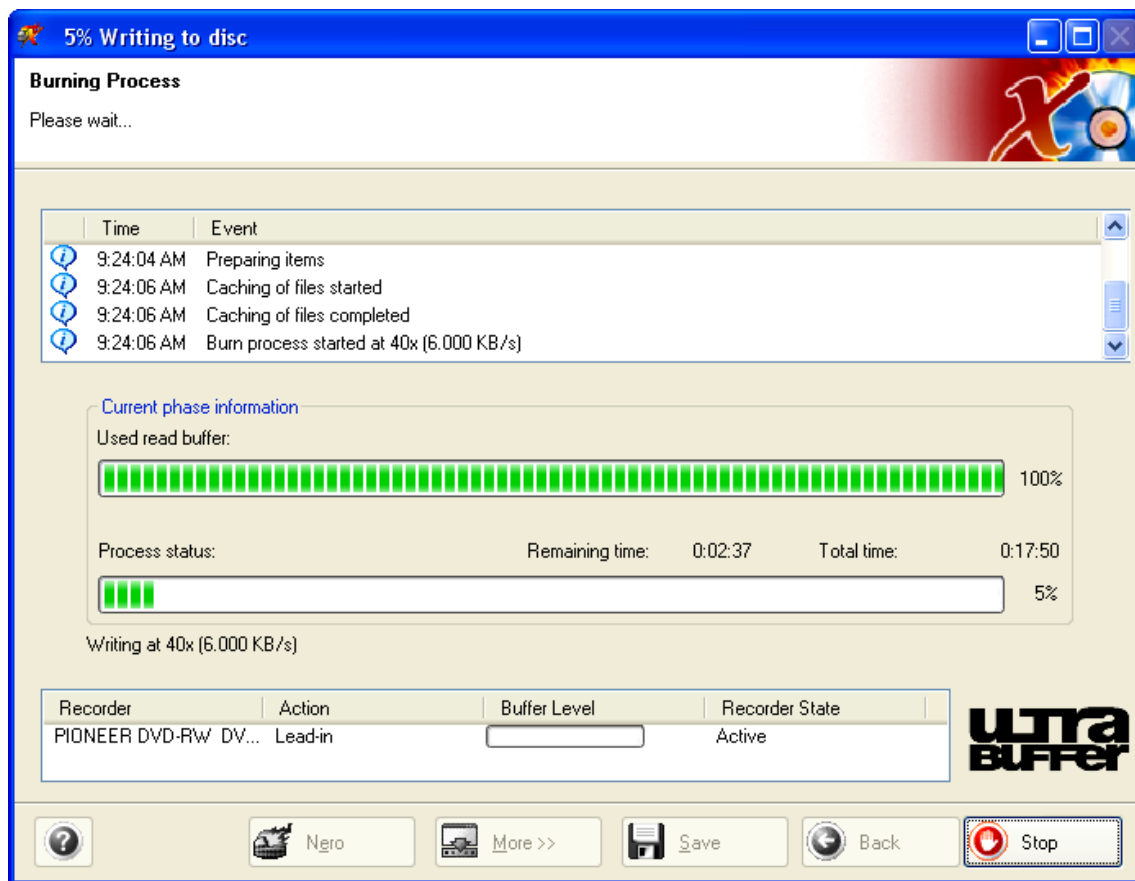 5% Writing to disc
Burning Process
Please wait...
Time Event
9:24:04 AM Preparing items
9:24:06 AM Caching of files started
9:24:06 AM Caching of files completed
9:24:06 AM Burn process started at 40x (6.000 KB/s)
Current phase information
Used read buffer:
100%
Process status: Remaining time: 0:02:37 Total time: 0:17:50
5%
Writing at 40x (6.000 KB/s)
Recorder Action Buffer Level Recorder State
PIONEER DVD-RW DV... Lead-in Active
ULTRA
BUFFER
Nero More >> Save Back Stop